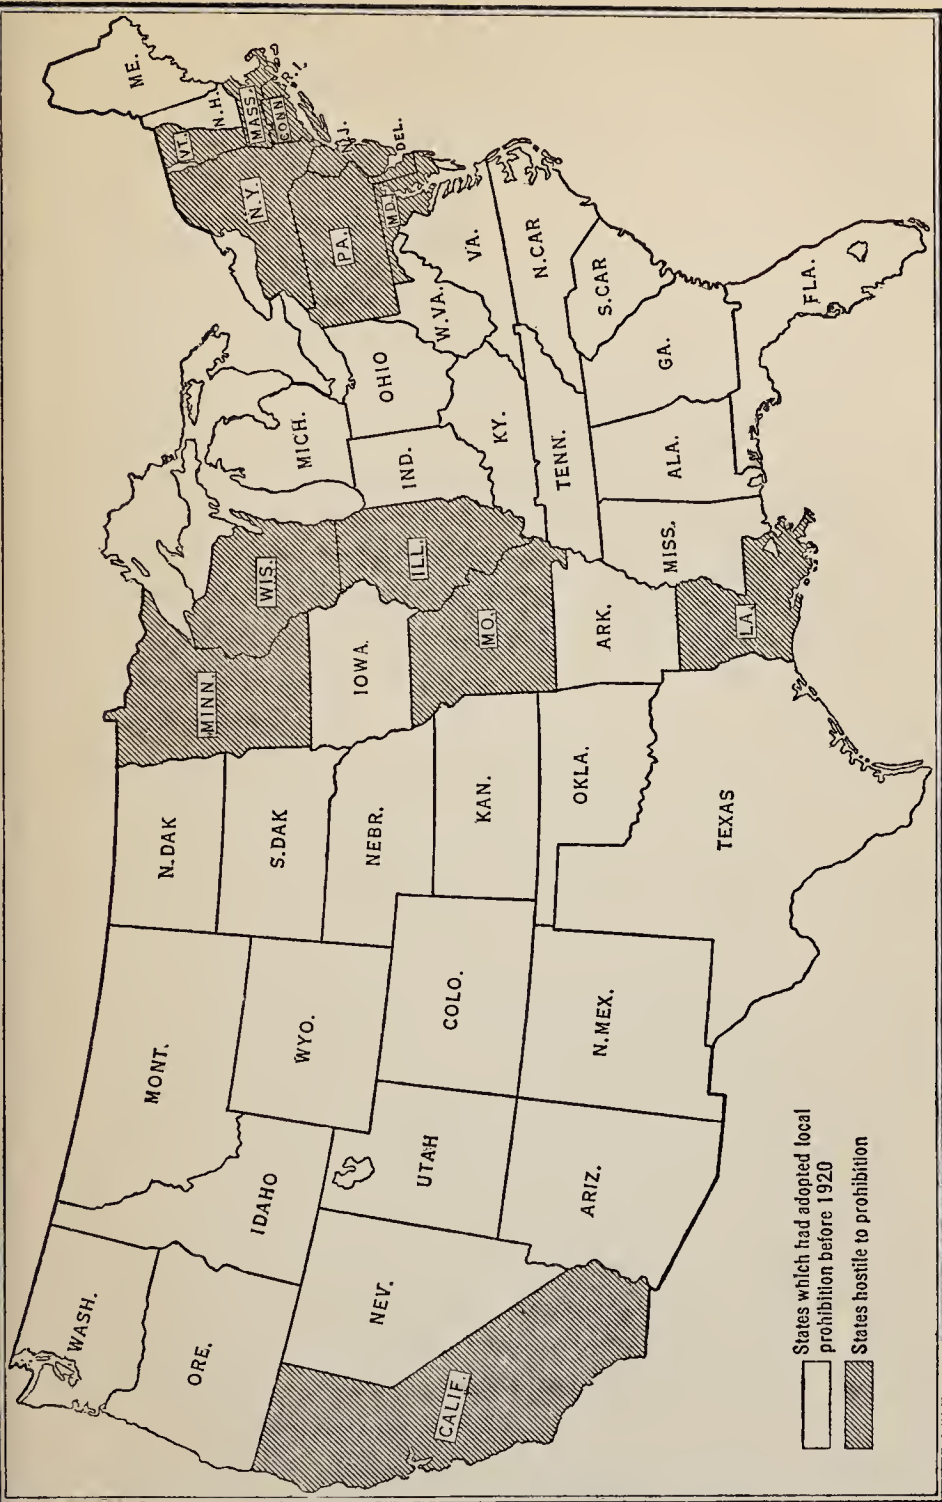 WASH.
ORE.
CALIF.
NEV.
IDAHO
MONT.
WYO.
UTAH
ARIZ.
COLO.
N.MEX.
N.DAK
S.DAK
NEBR.
KAN.
OKLA.
TEXAS
MINN.
IOWA
MO.
ARK.
LA.
WIS.
ILL.
MISS.
MICH.
IND.
OHIO
KY.
TENN.
ALA.
GA.
FLA.
S.CAR
N.CAR
VA.
W.VA.
MD.
DEL.
PA.
N.J.
N.Y.
CONN
R.I.
MASS.
VT.
N.H.
ME.
States which had adopted local
prohibition before 1920
States hostile to prohibition